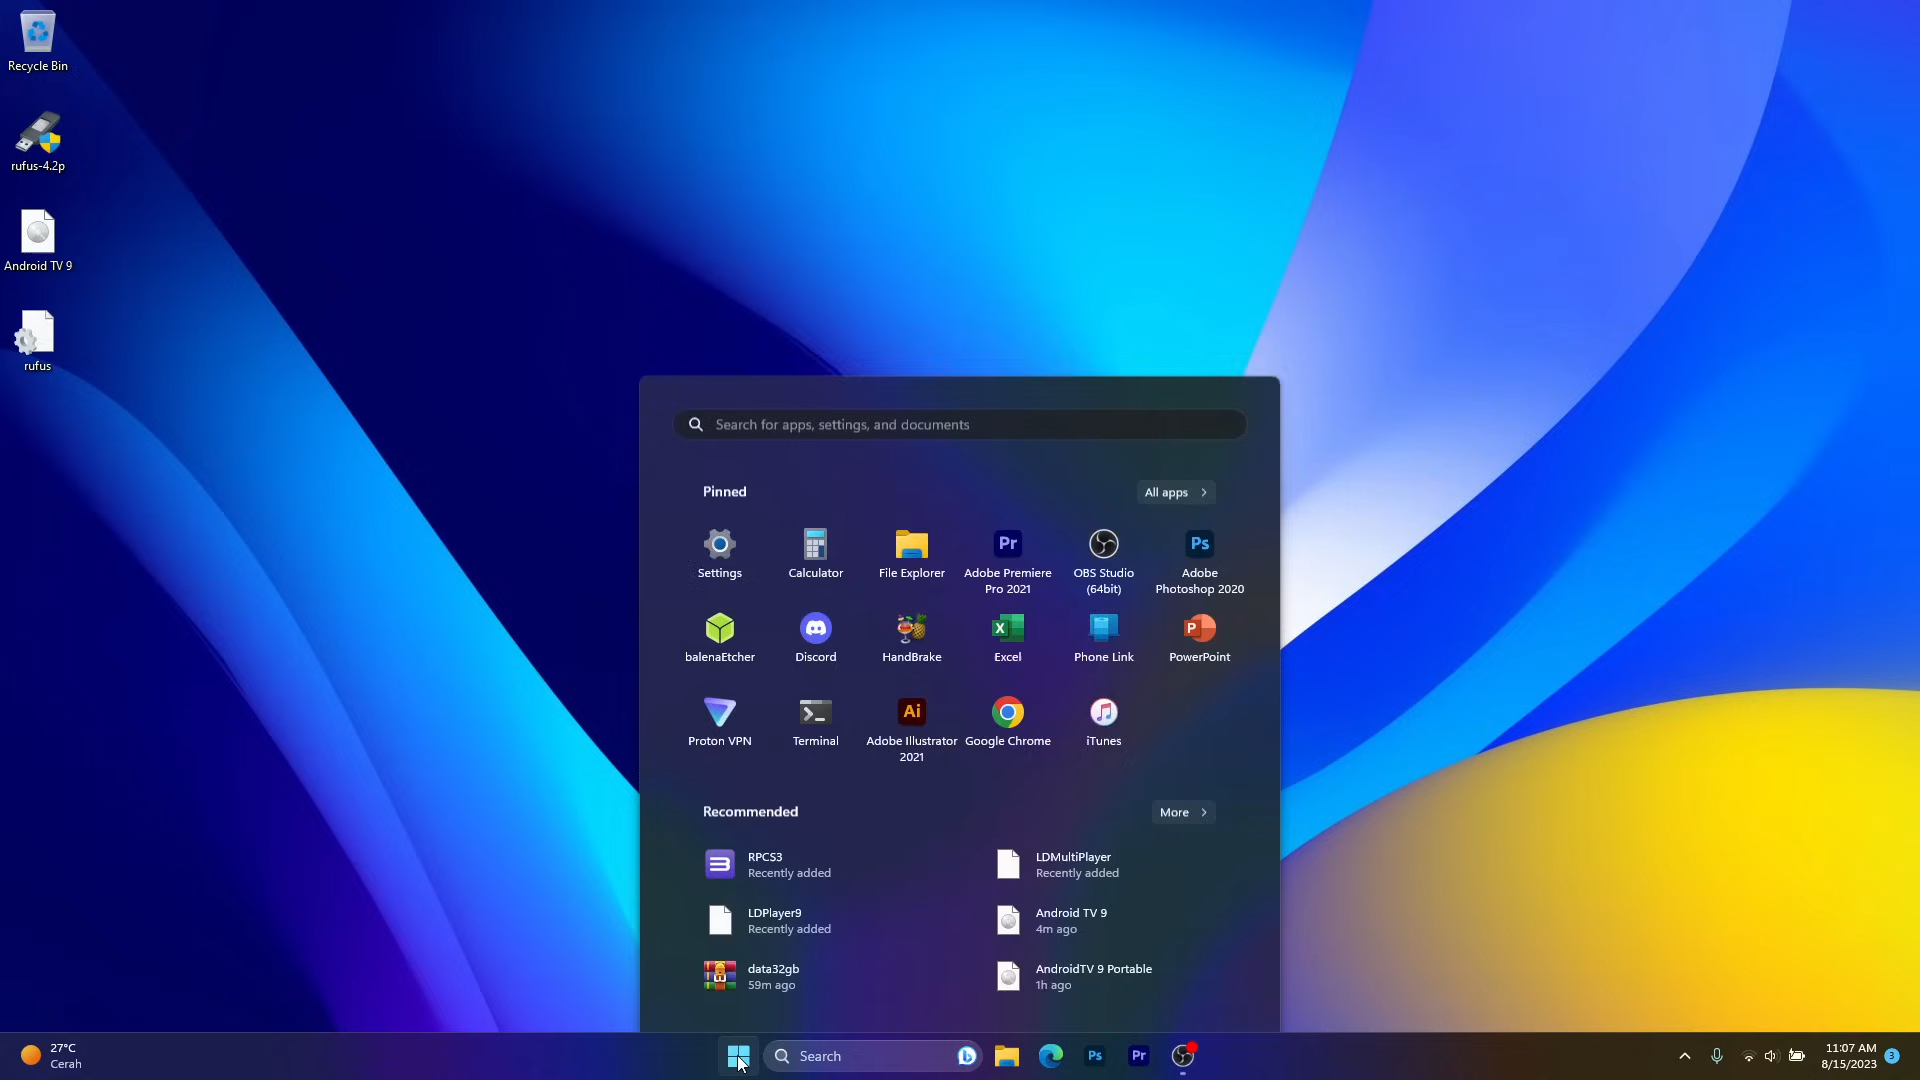 Recycle Bin
rufus-4.2p
Android TV 9
rufus
Search for apps, settings, and documents
Pinned
All apps
Settings
Calculator
File Explorer
Adobe Premiere
Pro 2021
OBS Studio
(64bit)
Adobe
Photoshop 2020
balenaEtcher
Discord
HandBrake
Excel
Phone Link
PowerPoint
Proton VPN
Terminal
Adobe Illustrator
2021
Google Chrome
iTunes
Recommended
More
RPCS3
Recently added
LDMultiPlayer
Recently added
LDPlayer9
Recently added
Android TV 9
4m ago
data32gb
59m ago
AndroidTV 9 Portable
1h ago
27°C
Cerah
Search
11:07 AM
8/15/2023
3